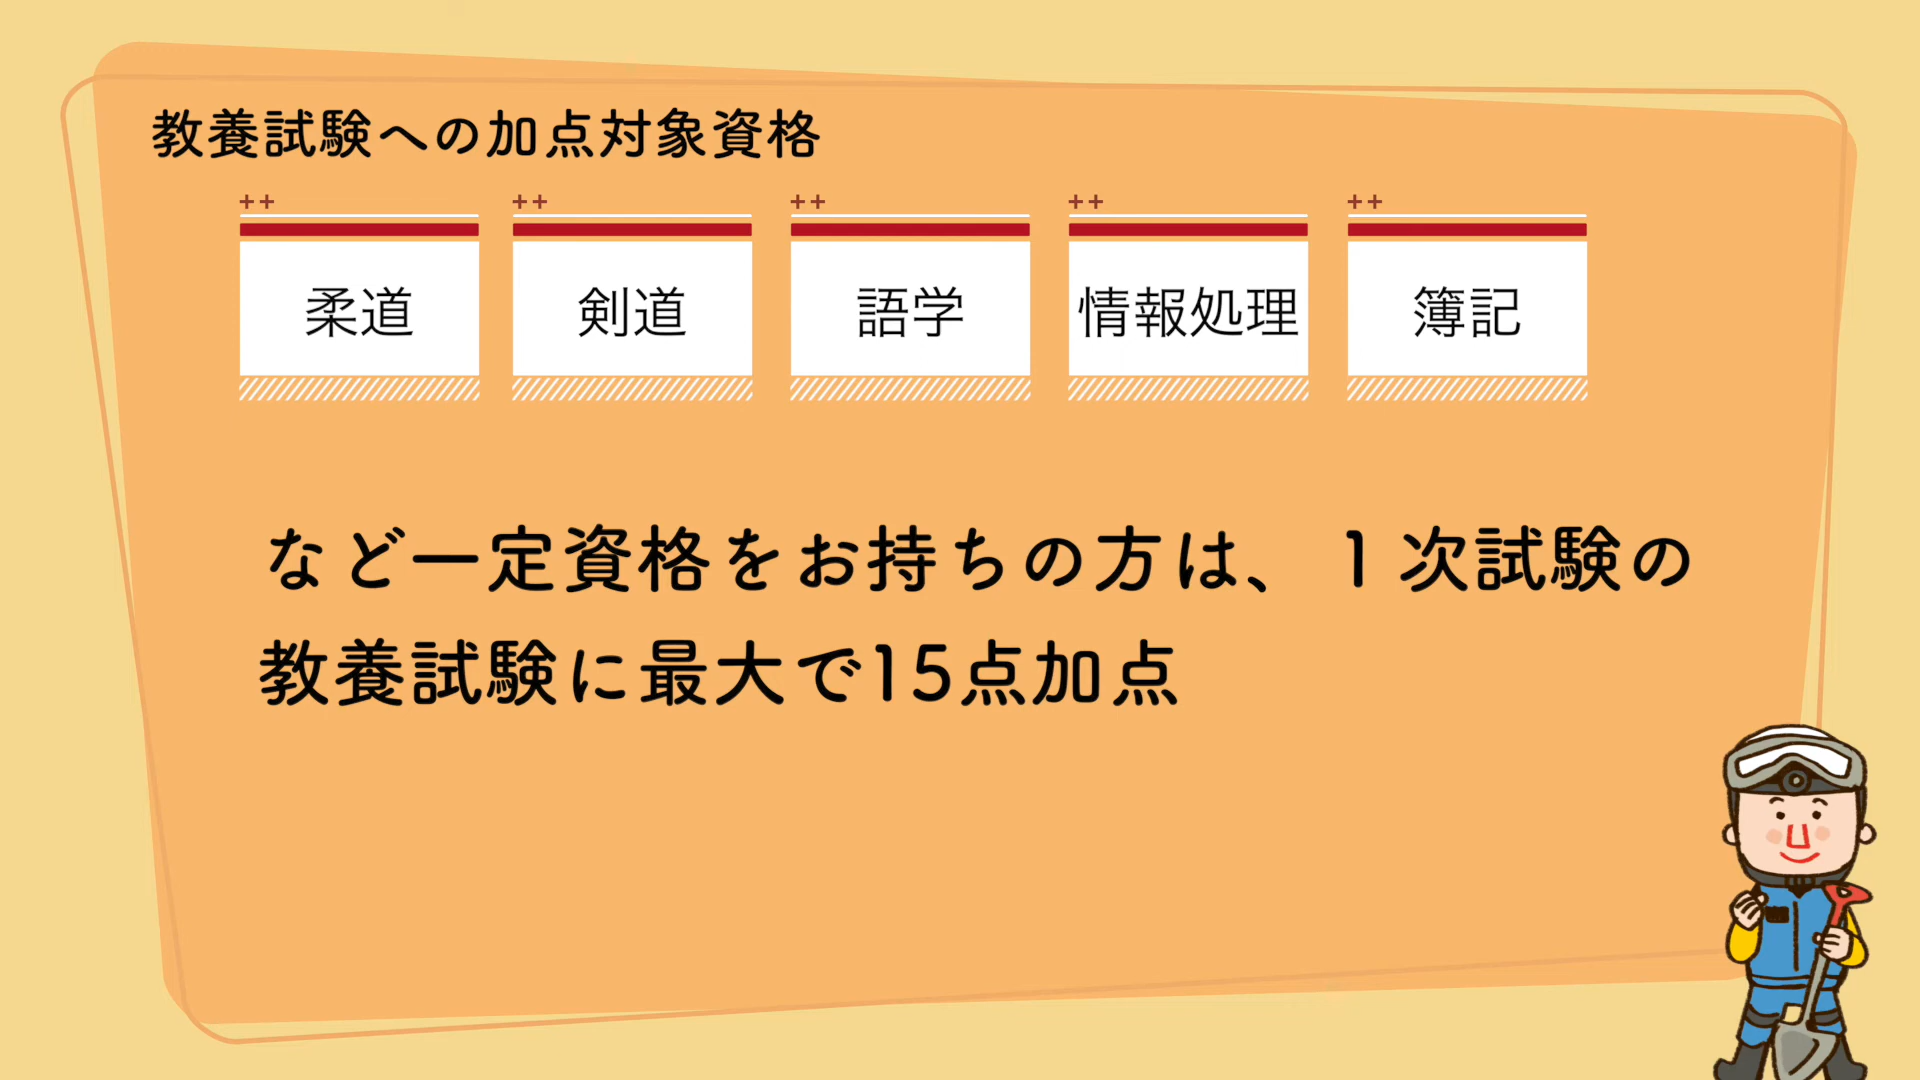 教養試験への加点対象資格
++ ++ ++ ++ ++
柔道 剣道 語学 情報処理 簿記
など一定資格をお持ちの方は、１次試験の
教養試験に最大で15点加点